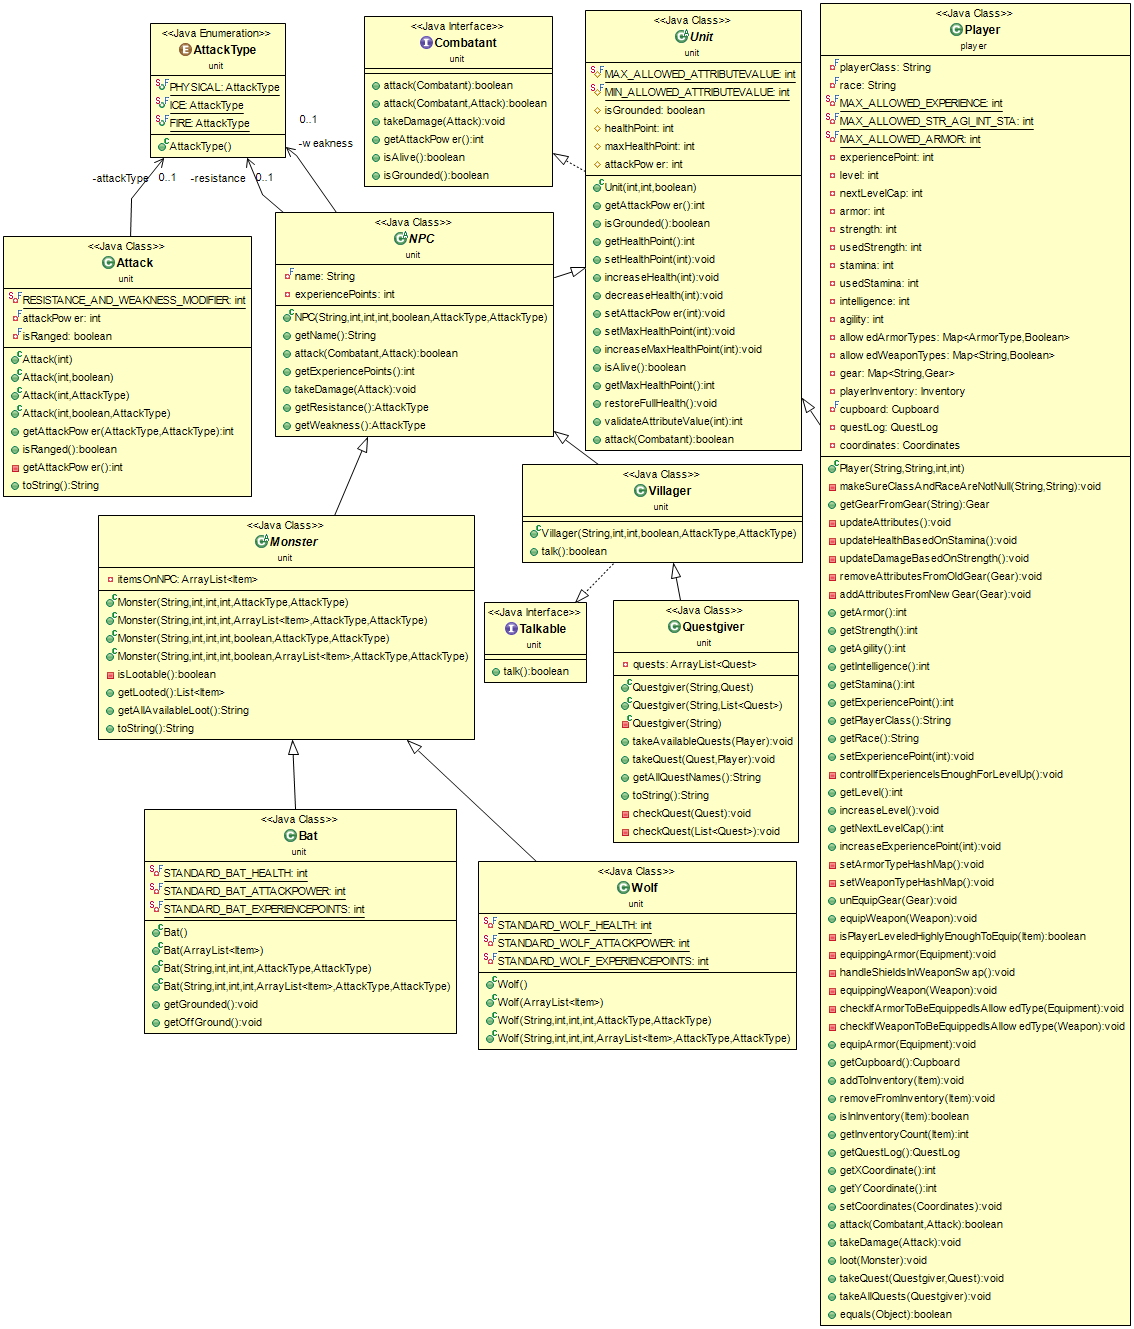 <<Java Enumeration>>
AttackType
unit
PHYSICAL: AttackType
ICE: AttackType
FIRE: AttackType
AttackType()
<<Java Interface>>
Combatant
unit
attack(Combatant):boolean
attack(Combatant,Attack):boolean
takeDamage(Attack):void
getAttackPower():int
isAlive():boolean
isGrounded():boolean
<<Java Class>>
Unit
unit
MAX_ALLOWED_ATTRIBUTEVALUE: int
MIN_ALLOWED_ATTRIBUTEVALUE: int
isGrounded: boolean
healthPoint: int
maxHealthPoint: int
attackPower: int
Unit(int,int,boolean)
getAttackPower():int
isGrounded():boolean
getHealthPoint():int
setHealthPoint(int):void
increaseHealth(int):void
decreaseHealth(int):void
setAttackPower(int):void
setMaxHealthPoint(int):void
increaseMaxHealthPoint(int):void
isAlive():boolean
getMaxHealthPoint():int
restoreFullHealth():void
validateAttributeValue(int):int
attack(Combatant):boolean
<<Java Class>>
Player
player
playerClass: String
race: String
MAX_ALLOWED_EXPERIENCE: int
MAX_ALLOWED_STR_AGI_INT_STA: int
MAX_ALLOWED_ARMOR: int
experiencePoint: int
level: int
nextLevelCap: int
armor: int
strength: int
usedStrength: int
stamina: int
usedStamina: int
intelligence: int
agility: int
allowedArmorTypes: Map<ArmorType,Boolean>
allowedWeaponTypes: Map<String,Boolean>
gear: Map<String,Gear>
playerInventory: Inventory
cupboard: Cupboard
questLog: QuestLog
coordinates: Coordinates
Player(String,String,int,int)
makeSureClassAndRaceAreNotNull(String,String):void
getGearFromGear(String):Gear
updateAttributes():void
updateHealthBasedOnStamina():void
updateDamageBasedOnStrength():void
removeAttributesFromOldGear(Gear):void
addAttributesFromNewGear(Gear):void
getArmor():int
getStrength():int
getAgility():int
getIntelligence():int
getStamina():int
getExperiencePoint():int
getPlayerClass():String
getRace():String
setExperiencePoint(int):void
controlIfExperienceIsEnoughForLevelUp():void
getLevel():int
increaseLevel():void
getNextLevelCap():int
increaseExperiencePoint(int):void
setArmorTypeHashMap():void
setWeaponTypeHashMap():void
unEquipGear(Gear):void
equipWeapon(Weapon):void
isPlayerLeveledHighlyEnoughToEquip(Item):boolean
equippingArmor(Equipment):void
handleShieldsInWeaponSwap():void
equippingWeapon(Weapon):void
checkIfArmorToBeEquippedIsAllowedType(Equipment):void
checkIfWeaponToBeEquippedIsAllowedType(Weapon):void
equipArmor(Equipment):void
getCupboard():Cupboard
addToInventory(Item):void
removeFromInventory(Item):void
isInInventory(Item):boolean
getInventoryCount(Item):int
getQuestLog():QuestLog
getXCoordinate():int
getYCoordinate():int
setCoordinates(Coordinates):void
attack(Combatant,Attack):boolean
takeDamage(Attack):void
loot(Monster):void
takeQuest(Questgiver,Quest):void
takeAllQuests(Questgiver):void
equals(Object):boolean
0..1
-weakness
-attackType 0..1
-resistance 0..1
<<Java Class>>
Attack
unit
RESISTANCE_AND_WEAKNESS_MODIFIER: int
attackPower: int
isRanged: boolean
Attack(int)
Attack(int,boolean)
Attack(int,AttackType)
Attack(int,boolean,AttackType)
getAttackPower(AttackType,AttackType):int
isRanged():boolean
getAttackPower():int
toString():String
<<Java Class>>
NPC
unit
name: String
experiencePoints: int
NPC(String,int,int,int,boolean,AttackType,AttackType)
getName():String
attack(Combatant,Attack):boolean
getExperiencePoints():int
takeDamage(Attack):void
getResistance():AttackType
getWeakness():AttackType
<<Java Class>>
Villager
unit
Villager(String,int,int,boolean,AttackType,AttackType)
talk():boolean
<<Java Class>>
Monster
unit
itemsOnNPC: ArrayList<Item>
Monster(String,int,int,int,AttackType,AttackType)
Monster(String,int,int,int,ArrayList<Item>,AttackType,AttackType)
Monster(String,int,int,int,boolean,AttackType,AttackType)
Monster(String,int,int,int,boolean,ArrayList<Item>,AttackType,AttackType)
isLootable():boolean
getLooted():List<Item>
getAllAvailableLoot():String
toString():String
<<Java Interface>>
Talkable
unit
talk():boolean
<<Java Class>>
Questgiver
unit
quests: ArrayList<Quest>
Questgiver(String,Quest)
Questgiver(String,List<Quest>)
Questgiver(String)
takeAvailableQuests(Player):void
takeQuest(Quest,Player):void
getAllQuestNames():String
toString():String
checkQuest(Quest):void
checkQuest(List<Quest>):void
<<Java Class>>
Bat
unit
STANDARD_BAT_HEALTH: int
STANDARD_BAT_ATTACKPOWER: int
STANDARD_BAT_EXPERIENCEPOINTS: int
Bat()
Bat(ArrayList<Item>)
Bat(String,int,int,int,AttackType,AttackType)
Bat(String,int,int,int,ArrayList<Item>,AttackType,AttackType)
getGrounded():void
getOffGround():void
<<Java Class>>
Wolf
unit
STANDARD_WOLF_HEALTH: int
STANDARD_WOLF_ATTACKPOWER: int
STANDARD_WOLF_EXPERIENCEPOINTS: int
Wolf()
Wolf(ArrayList<Item>)
Wolf(String,int,int,int,AttackType,AttackType)
Wolf(String,int,int,int,ArrayList<Item>,AttackType,AttackType)